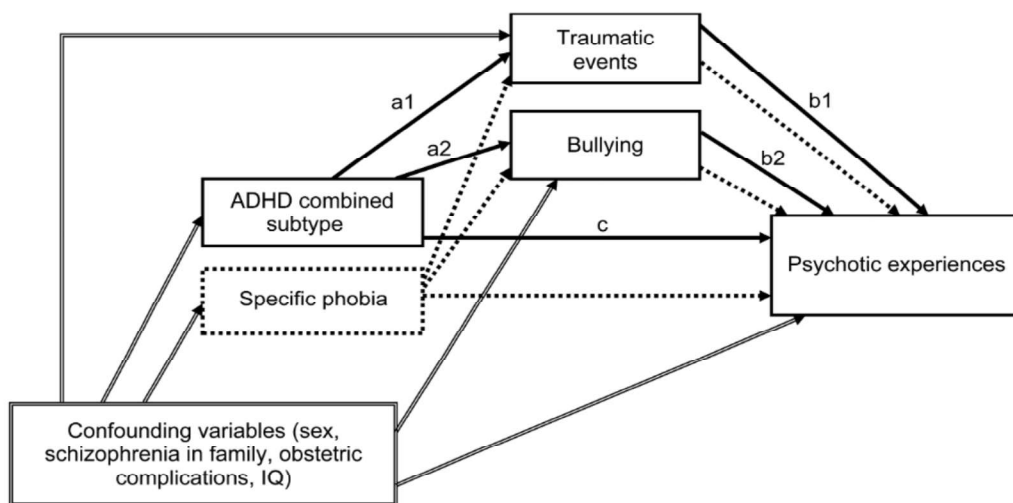 Traumatic
events
a1
b1
a2
Bullying
b2
ADHD combined
subtype
c
Psychotic experiences
Specific phobia
Confounding variables (sex,
schizophrenia in family, obstetric
complications, IQ)